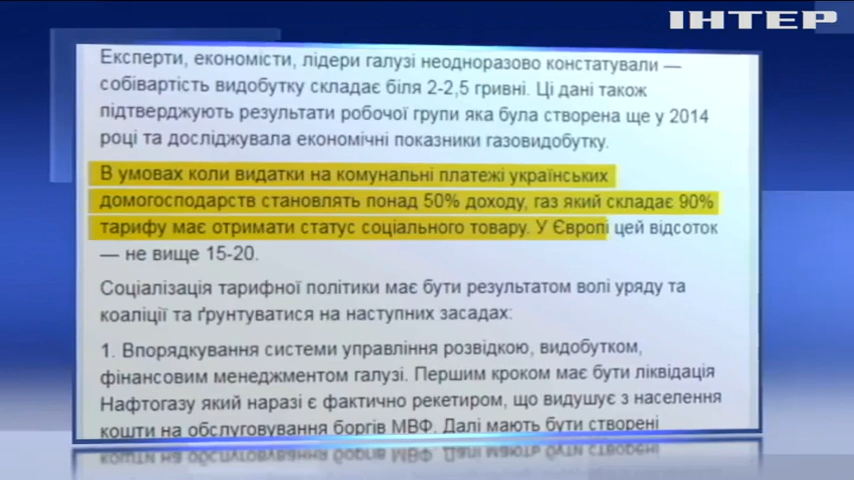 ІНТЕР
Експерти, економісти, лідери галузі неодноразово констатували —
собівартість видобутку складає біля 2-2,5 гривні. Ці дані також
підтверджують результати робочої групи яка була створена ще у 2014
році та досліджувала економічні показники газовидобутку.
В умовах коли видатки на комунальні платежі українських
домогосподарств становлять понад 50% доходу, газ який складає 90%
тарифу має отримати статус соціального товару. У Європі цей відсоток
— не вище 15-20.
Соціалізація тарифної політики має бути результатом волі уряду та
коаліції та ґрунтуватися на наступних засадах:
1. Впорядкування системи управління розвідкою, видобутком,
фінансовим менеджментом галузі. Першим кроком має бути ліквідація
Нафтогазу який наразі є фактично рекетиром, що видушує з населення
кошти на обслуговування боргів МВФ. Далі мають бути створені